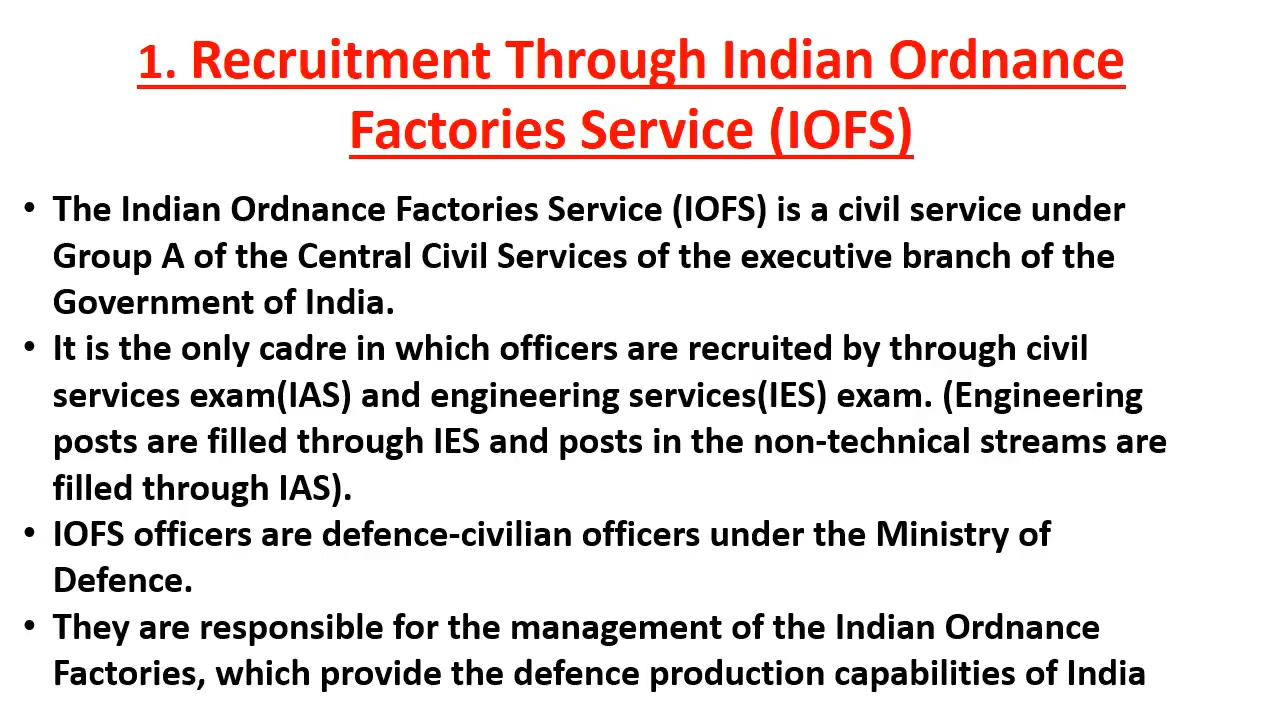 1. Recruitment Through Indian Ordnance
Factories Service (IOFS)
• The Indian Ordnance Factories Service (IOFS) is a civil service under
Group A of the Central Civil Services of the executive branch of the
Government of India.
• It is the only cadre in which officers are recruited by through civil
services exam(IAS) and engineering services(IES) exam. (Engineering
posts are filled through IES and posts in the non-technical streams are
filled through IAS).
• IOFS officers are defence-civilian officers under the Ministry of
Defence.
• They are responsible for the management of the Indian Ordnance
Factories, which provide the defence production capabilities of India